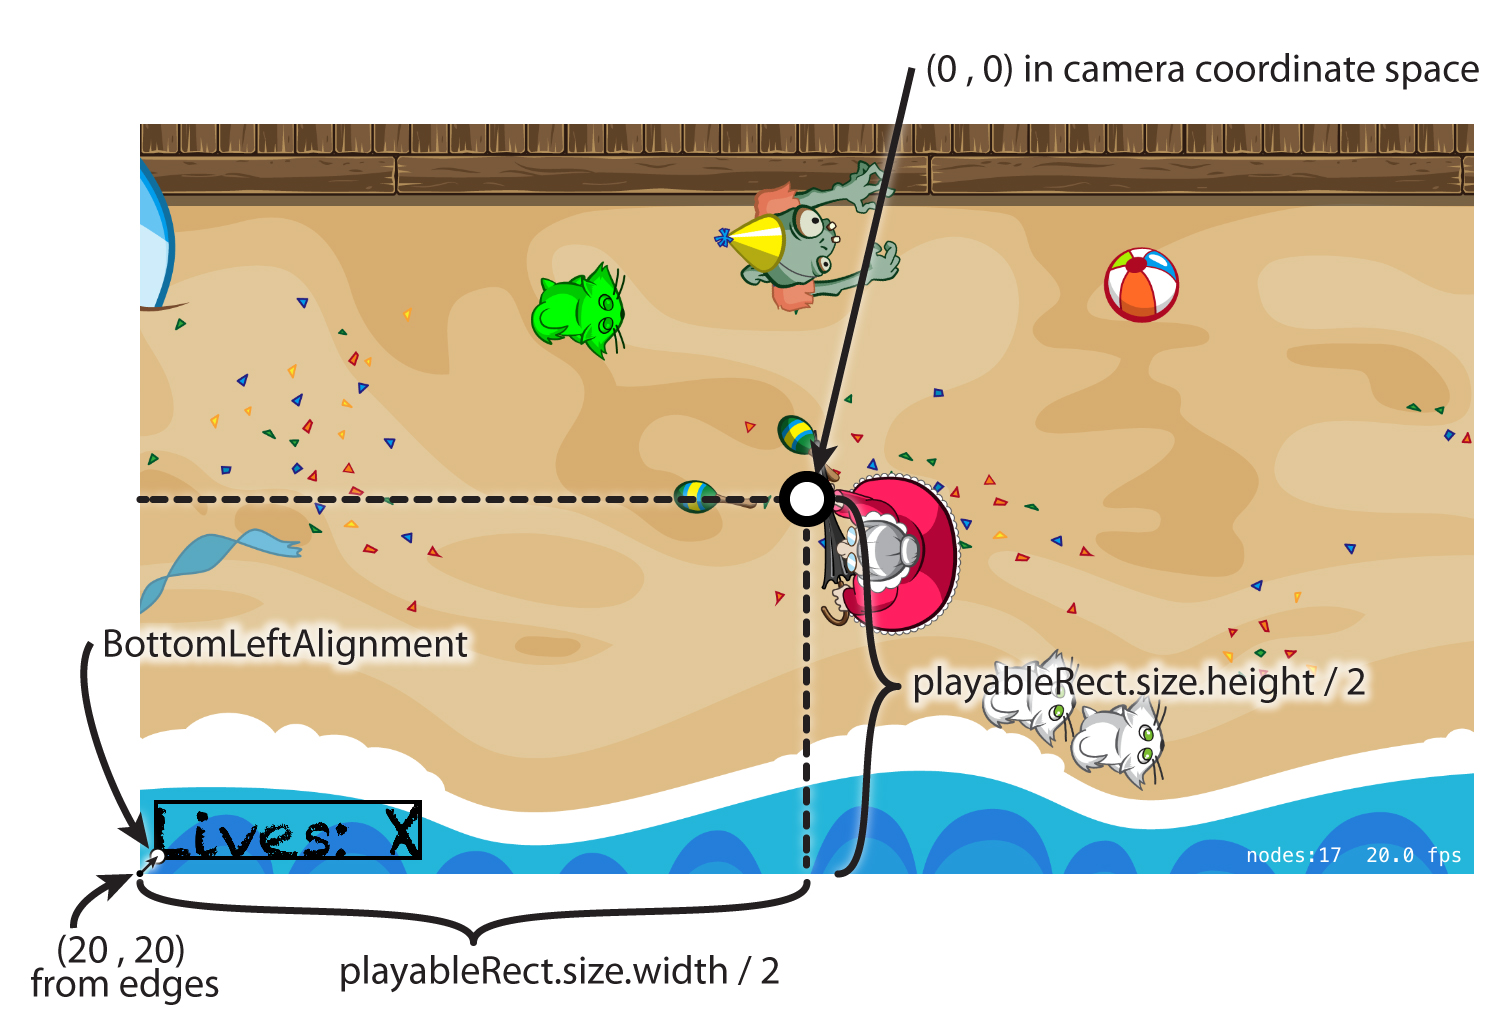 (0 , 0) in camera coordinate space
BottomLeftAlignment
playableRect.size.height / 2
Lives: X
nodes:17 20.0 fps
(20 , 20)
from edges
playableRect.size.width / 2